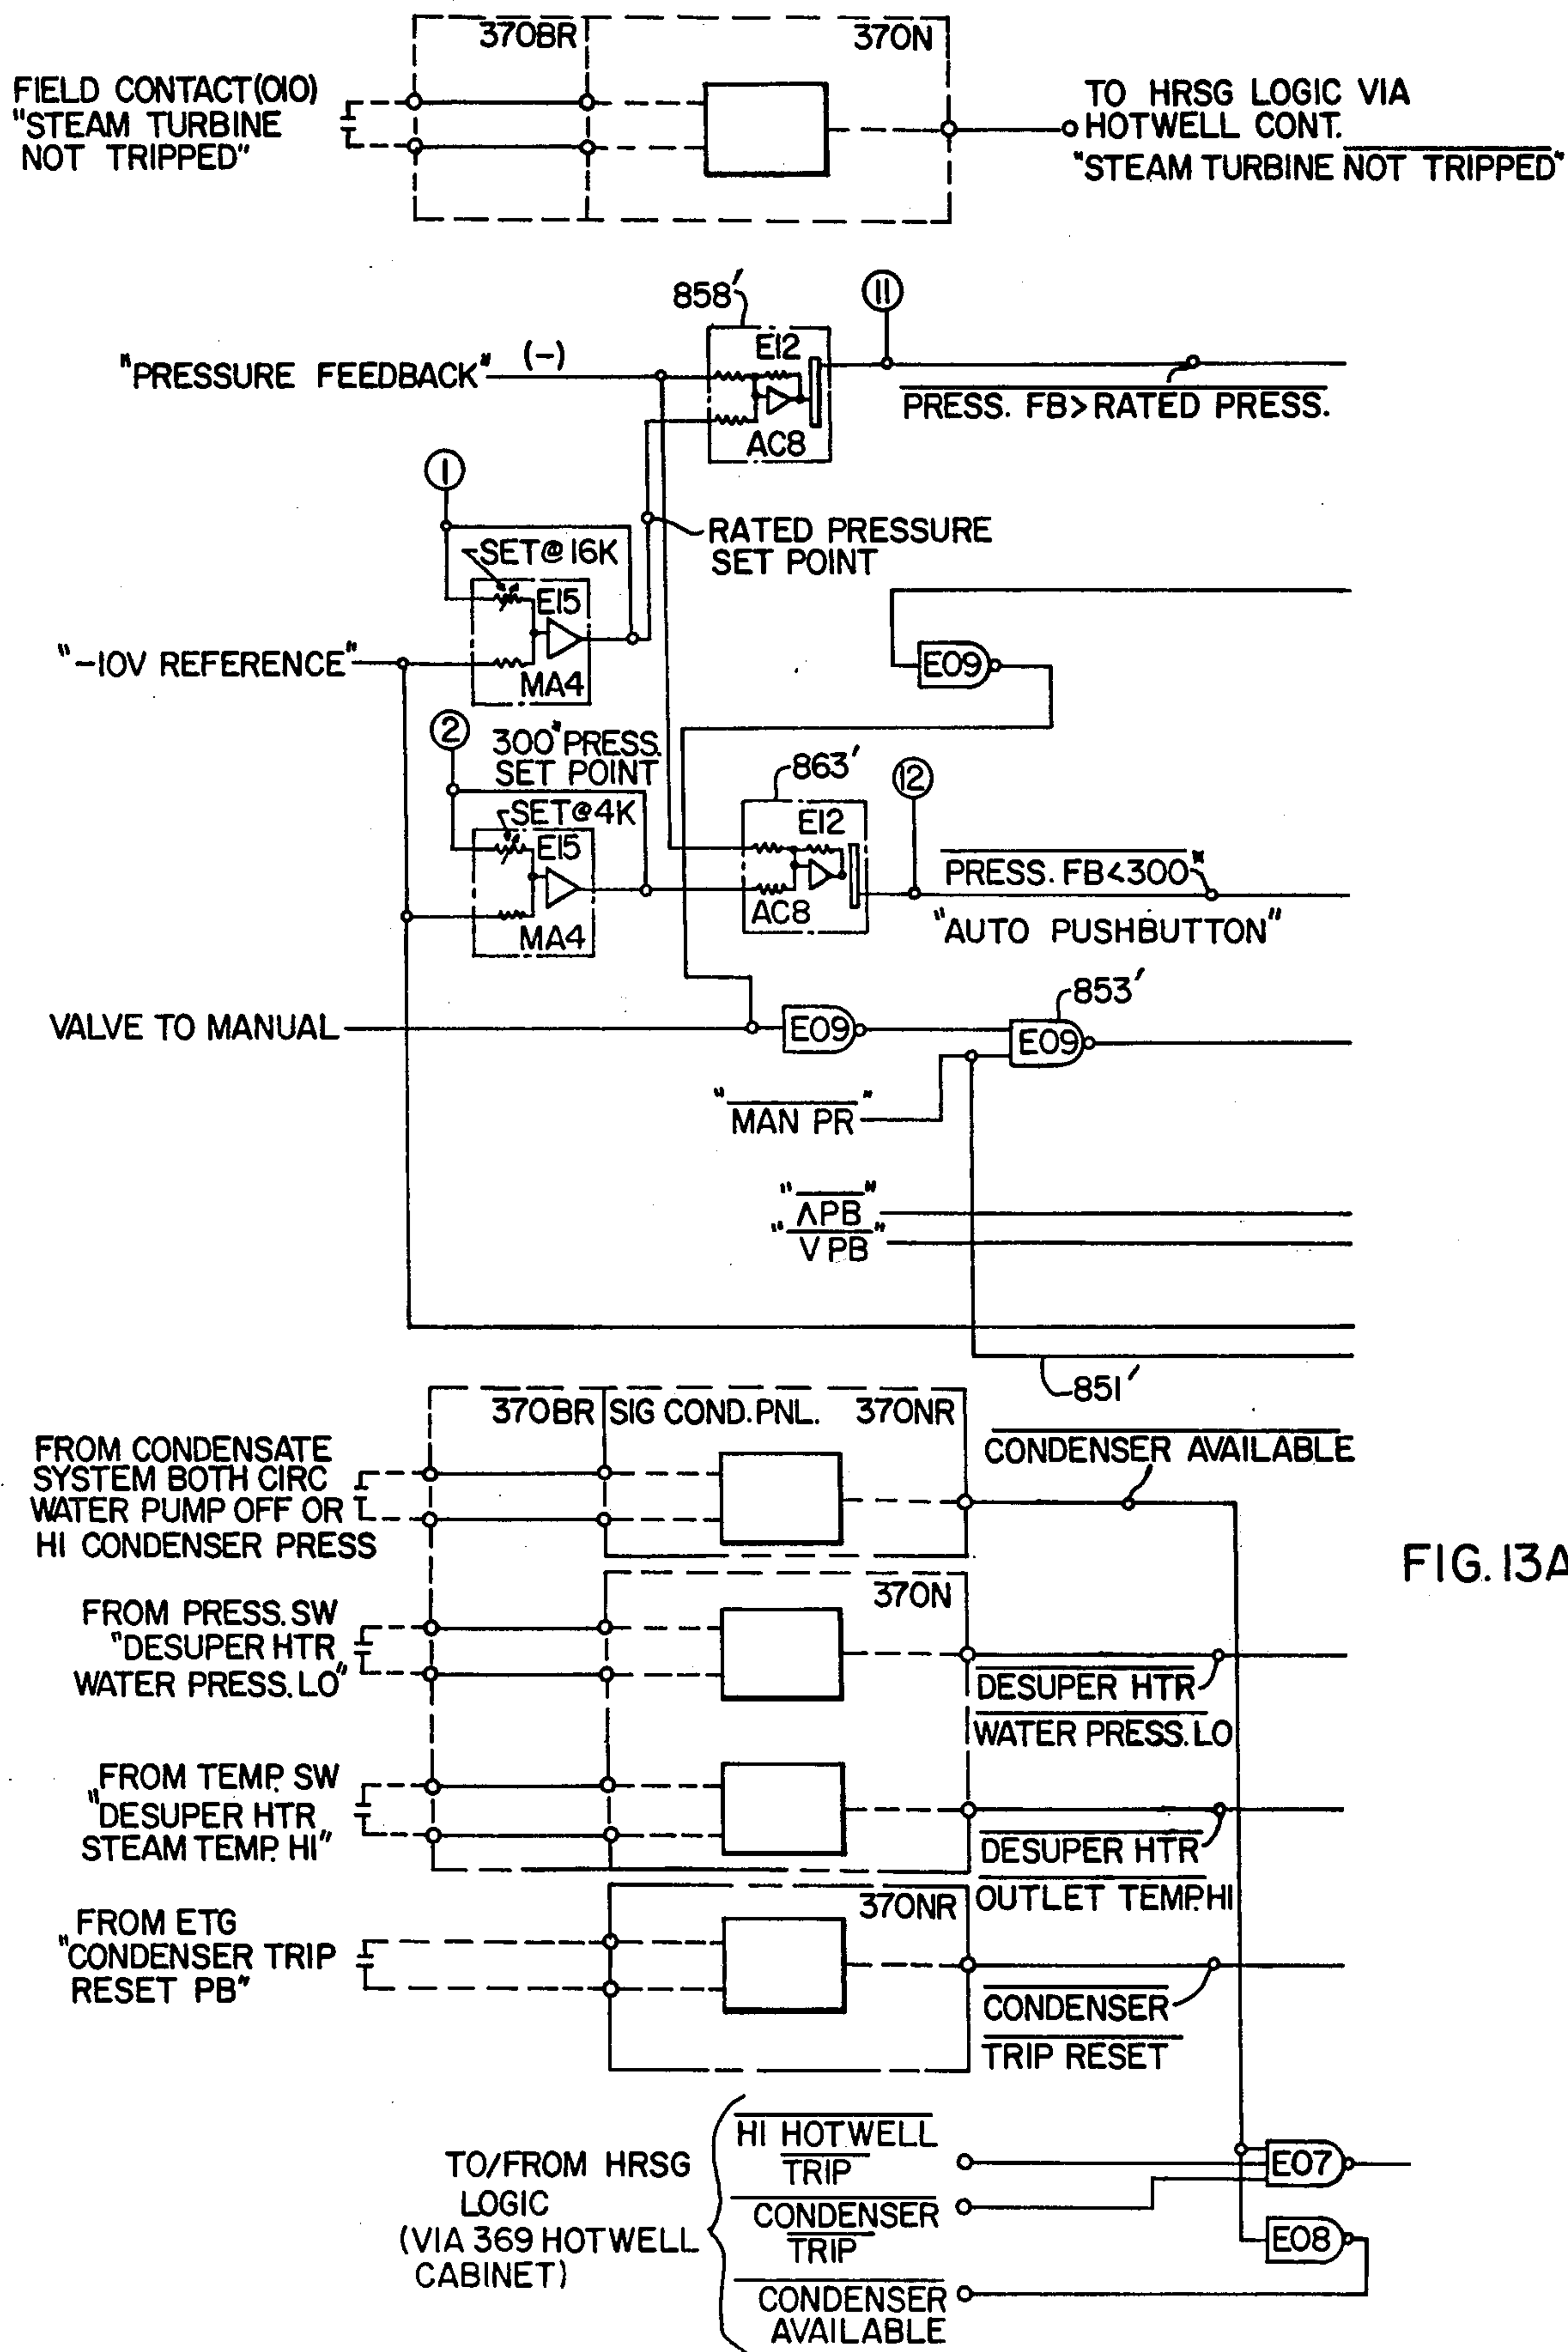 370BR
370N
FIELD CONTACT(010)
"STEAM TURBINE
NOT TRIPPED"
TO HRSG LOGIC VIA
HOTWELL CONT.
"STEAM TURBINE NOT TRIPPED"
858'
11
E12
"PRESSURE FEEDBACK"
(-)
PRESS. FB>RATED PRESS.
AC8
1
RATED PRESSURE
SET POINT
SET@16K
E15
"-10V REFERENCE"
MA4
E09
2
300# PRESS.
SET POINT
863'
12
SET@4K
E12
E15
PRESS. FB<300#
AC8
"AUTO PUSHBUTTON"
MA4
853'
VALVE TO MANUAL
E09
E09
"MAN PR"
"ΛPB"
"VPB"
851'
370BR
SIG COND. PNL.
370NR
CONDENSER AVAILABLE
FROM CONDENSATE
SYSTEM BOTH CIRC
WATER PUMP OFF OR
HI CONDENSER PRESS
FIG. 13A
370N
FROM PRESS. SW
"DESUPER HTR
WATER PRESS. LO"
DESUPER HTR
WATER PRESS. LO
FROM TEMP. SW
"DESUPER HTR
STEAM TEMP. HI"
DESUPER HTR
OUTLET TEMP. HI
370NR
FROM ETG
"CONDENSER TRIP
RESET PB"
CONDENSER
TRIP RESET
TO/FROM HRSG
LOGIC
(VIA 369 HOTWELL
CABINET)
HI HOTWELL
TRIP
E07
CONDENSER
TRIP
E08
CONDENSER
AVAILABLE